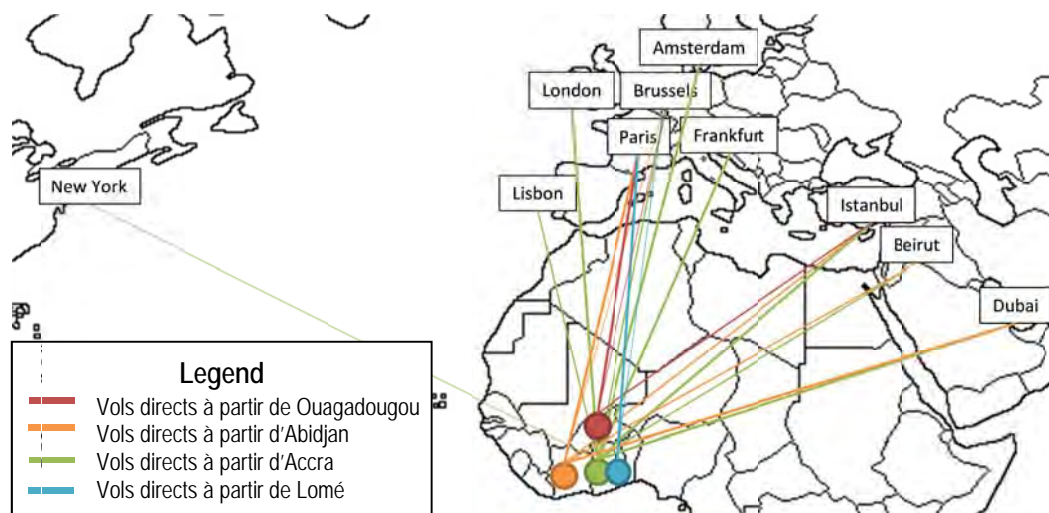 Amsterdam
London
Brussels
Paris
Frankfurt
New York
Lisbon
Istanbul
Beirut
Dubai
Legend
Vols directs à partir de Ouagadougou
Vols directs à partir d'Abidjan
Vols directs à partir d'Accra
Vols directs à partir de Lomé